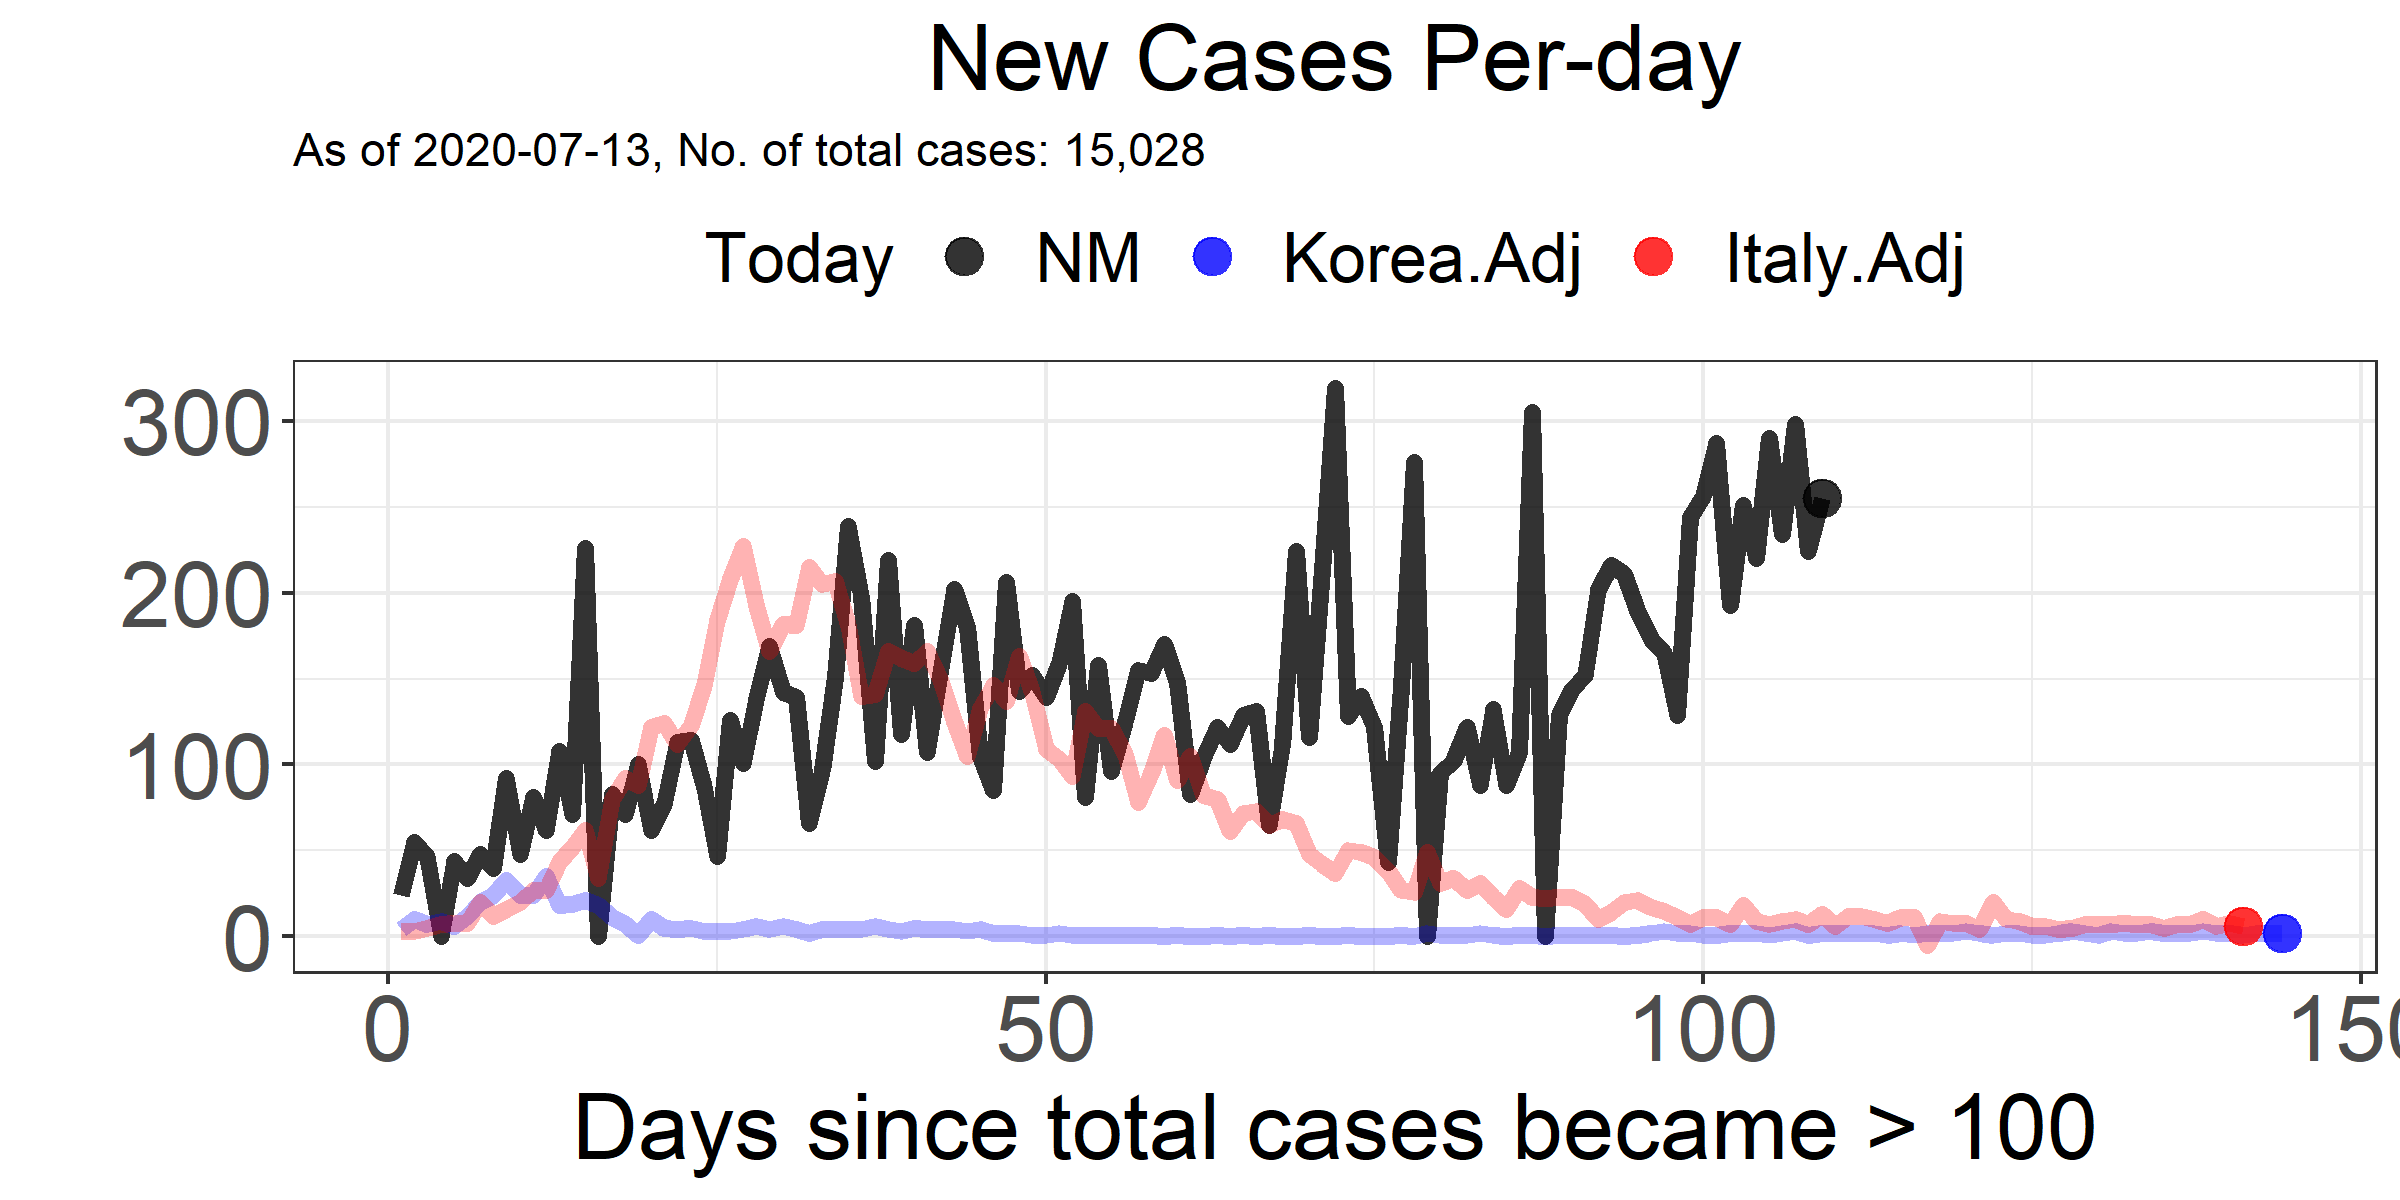 New Cases Per-day
As of 2020-07-13, No. of total cases: 15,028
Today NM Korea.Adj Italy.Adj
300
200
100
0
0 50 100 150
Days since total cases became > 100